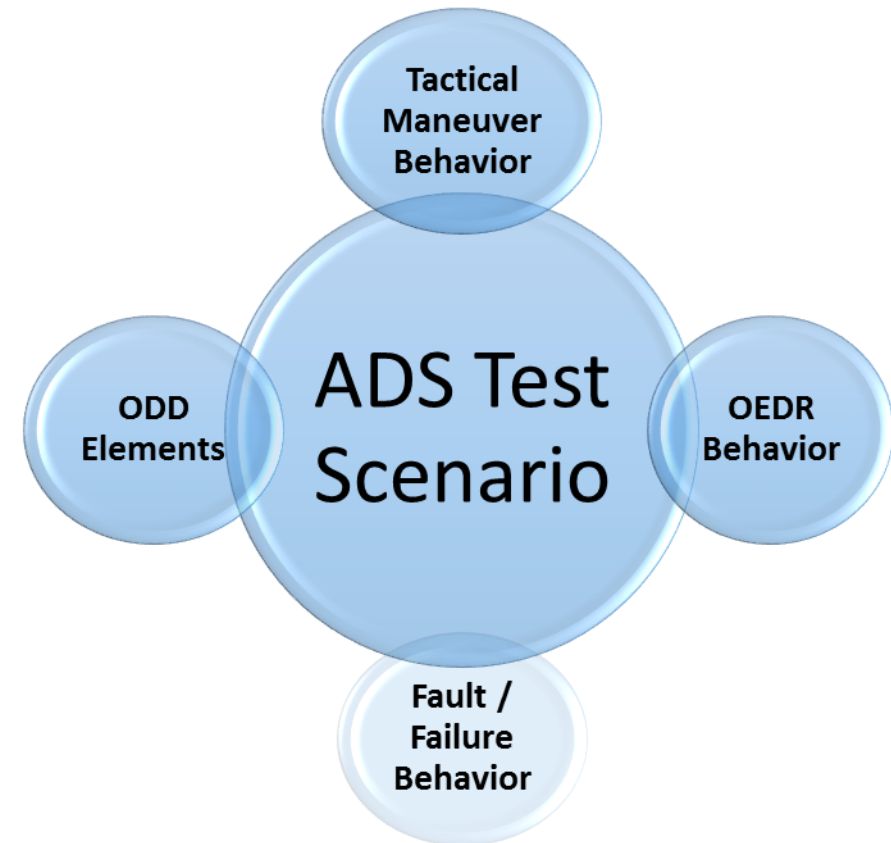 Tactical
Maneuver
Behavior
ADS Test
Scenario
ODD
Elements
OEDR
Behavior
Fault /
Failure
Behavior